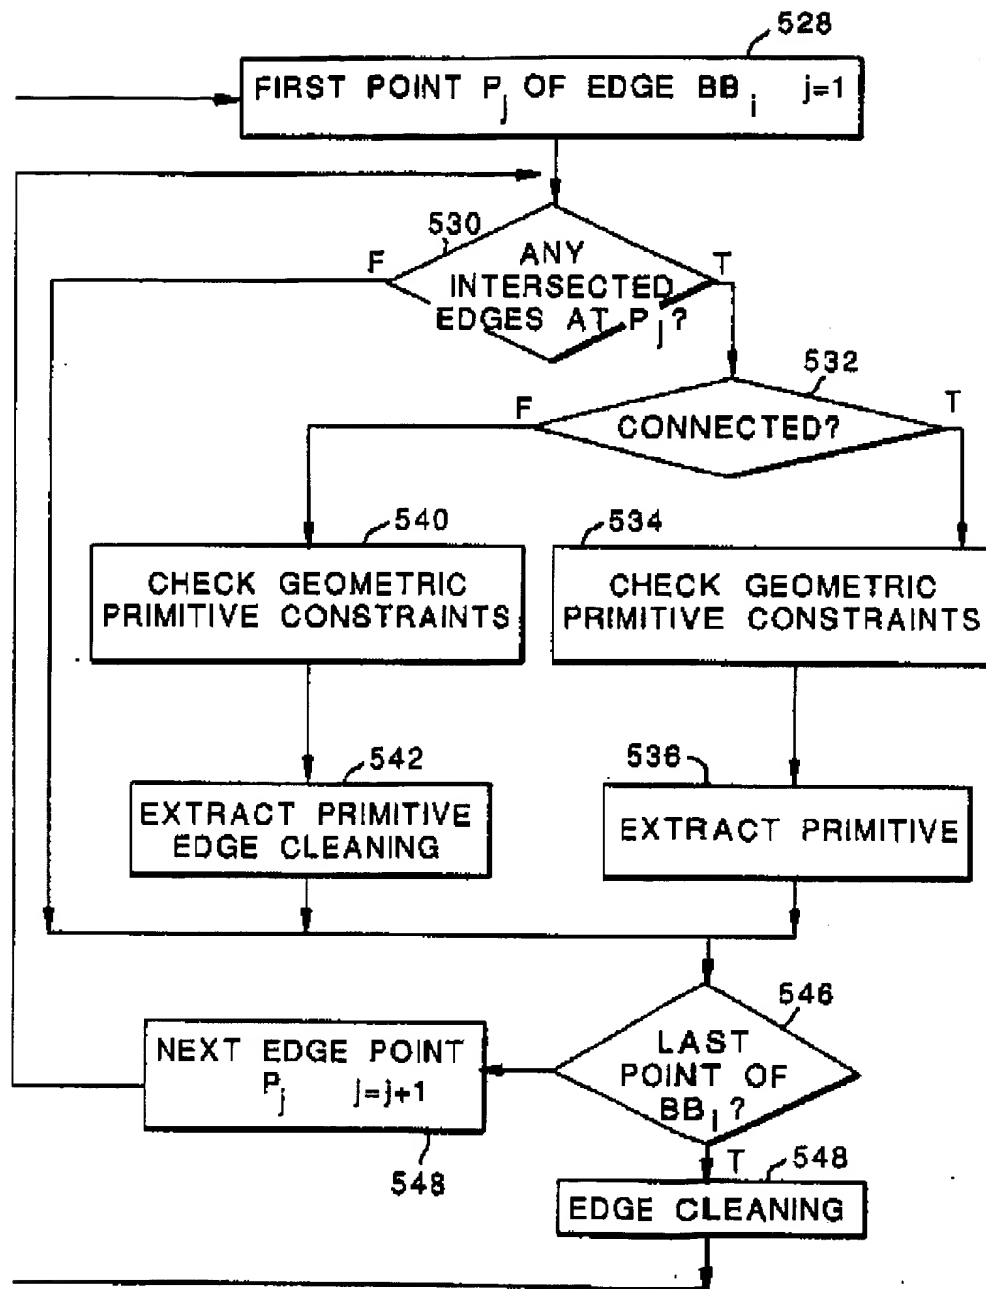 528
FIRST POINT Pj OF EDGE BBi j=1
530
F
T
ANY
INTERSECTED
EDGES AT Pj?
532
F
T
CONNECTED?
540
534
CHECK GEOMETRIC
PRIMITIVE CONSTRAINTS
CHECK GEOMETRIC
PRIMITIVE CONSTRAINTS
542
536
EXTRACT PRIMITIVE
EDGE CLEANING
EXTRACT PRIMITIVE
546
LAST
POINT OF
BBi?
NEXT EDGE POINT
Pj j=j+1
548
T
548
EDGE CLEANING